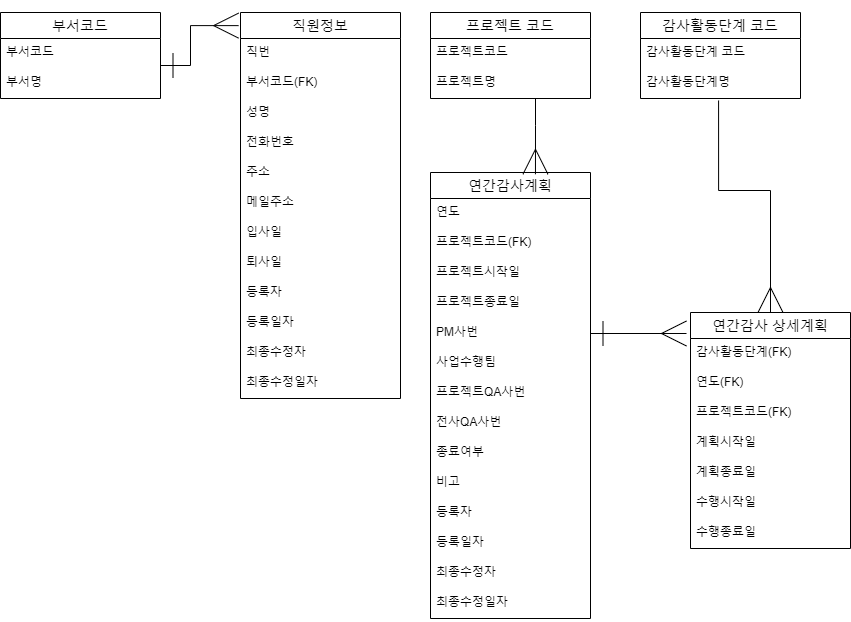 부서코드
부서코드
부서명
직원정보
직번
부서코드(FK)
성명
전화번호
주소
메일주소
입사일
퇴사일
등록자
등록일자
최종수정자
최종수정일자
프로젝트 코드
프로젝트코드
프로젝트명
감사활동단계 코드
감사활동단계 코드
감사활동단계명
연간감사계획
연도
프로젝트코드(FK)
프로젝트시작일
프로젝트종료일
PM사번
사업수행팀
프로젝트QA사번
전사QA사번
종료여부
비고
등록자
등록일자
최종수정자
최종수정일자
연간감사 상세계획
감사활동단계(FK)
연도(FK)
프로젝트코드(FK)
계획시작일
계획종료일
수행시작일
수행종료일